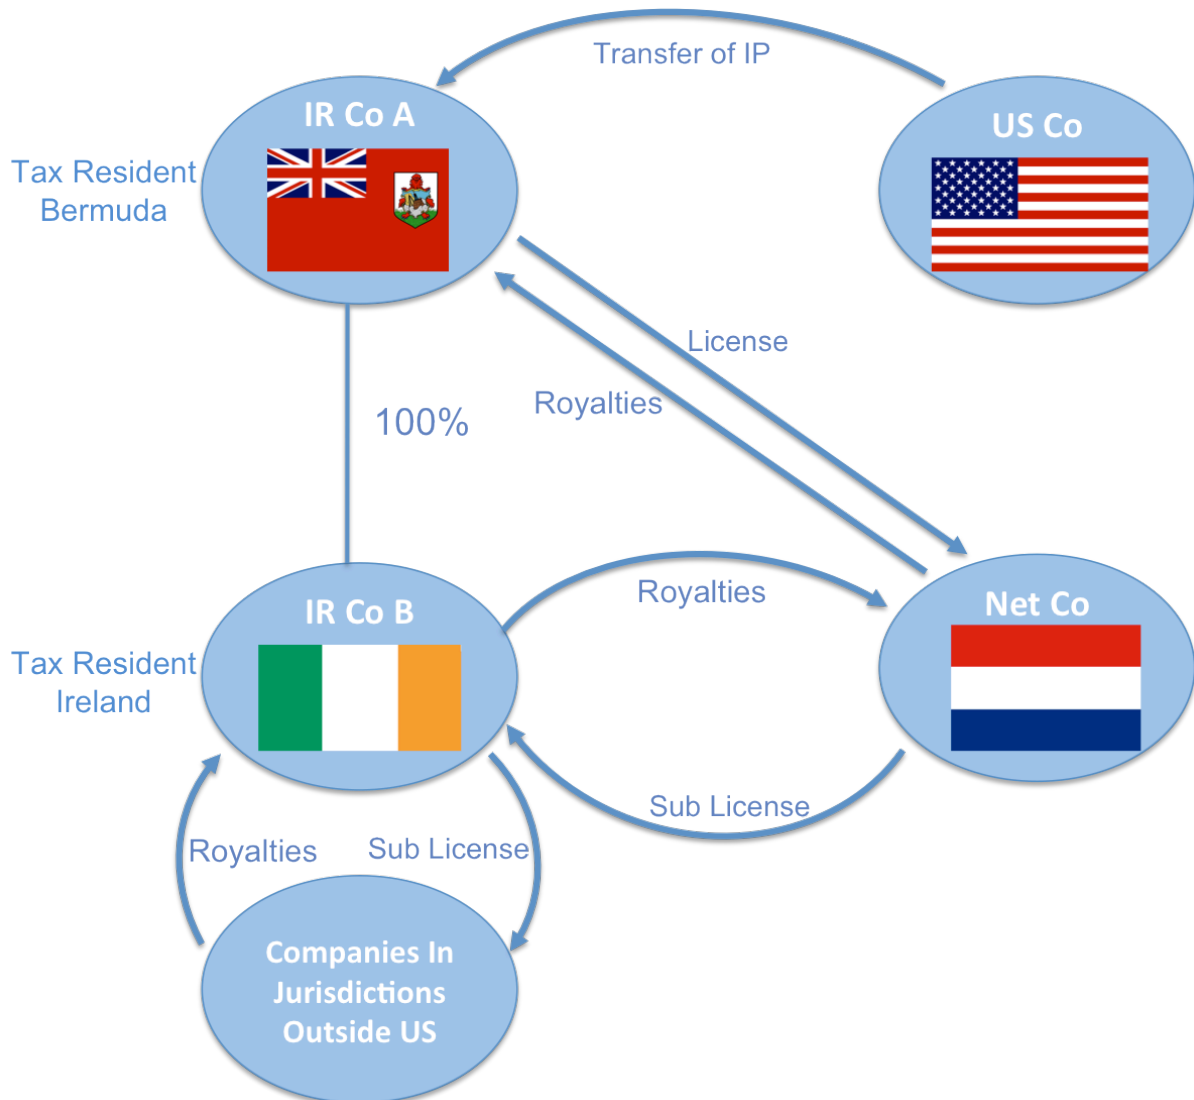 Transfer of IP
IR Co A
US Co
Tax Resident
Bermuda
License
Royalties
100%
Royalties
IR Co B
Net Co
Tax Resident
Ireland
Sub License
Royalties
Sub License
Companies In
Jurisdictions
Outside US